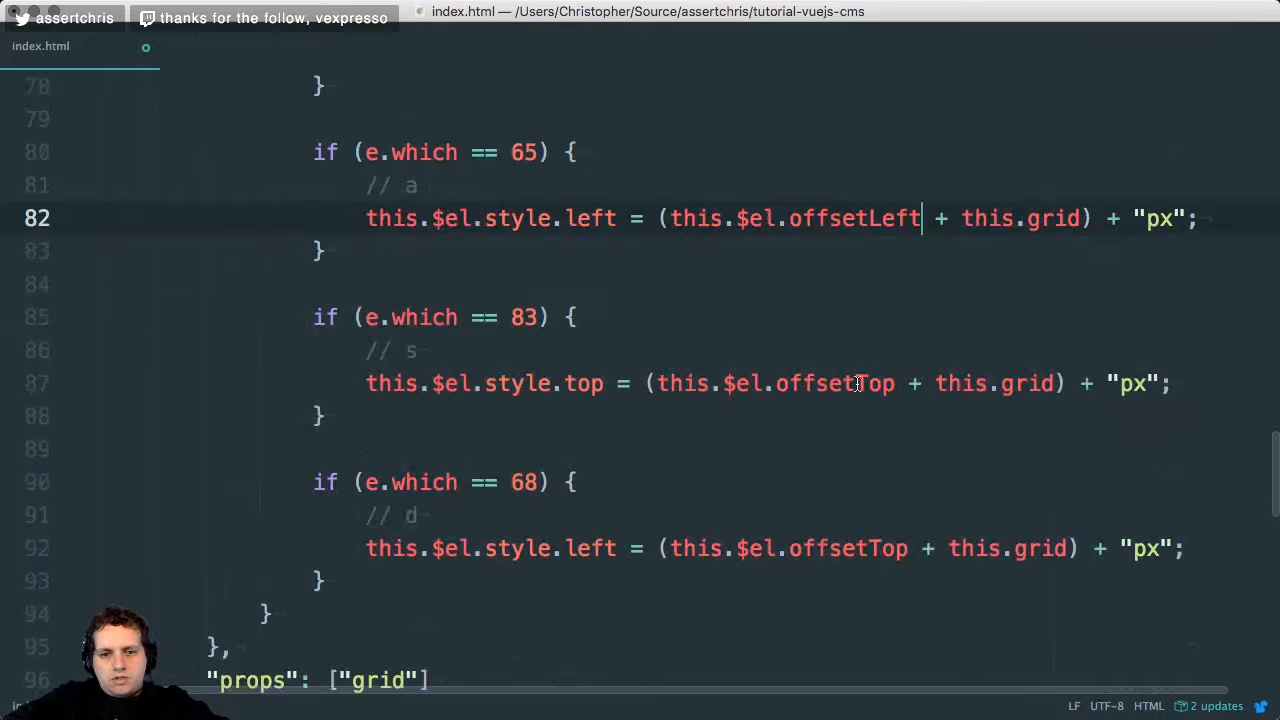 assertchris
thanks for the follow, vexpresso
index.html — /Users/Christopher/Source/assertchris/tutorial-vuejs-cms
index.html
78 }
79
80 if (e.which == 65) {
81 // a
82 this.$el.style.left = (this.$el.offsetLeft + this.grid) + "px";
83 }
84
85 if (e.which == 83) {
86 // s
87 this.$el.style.top = (this.$el.offsetTop + this.grid) + "px";
88 }
89
90 if (e.which == 68) {
91 // d
92 this.$el.style.left = (this.$el.offsetTop + this.grid) + "px";
93 }
94 }
95 },
96 "props": ["grid"]
LF UTF-8 HTML 2 updates